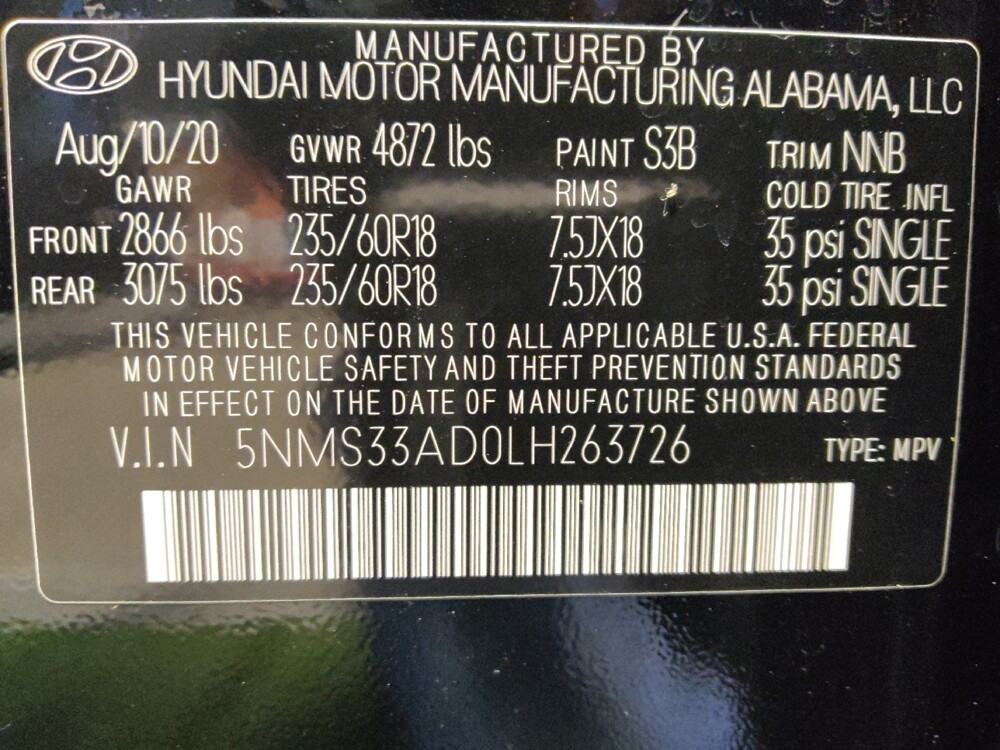 MANUFACTURED BY
HYUNDAI MOTOR MANUFACTURING ALABAMA, LLC
Aug/10/20 GVWR 4872 lbs PAINT S3B TRIM NNB
GAWR TIRES RIMS COLD TIRE INFL
FRONT 2866 lbs 235/60R18 7.5JX18 35 psi SINGLE
REAR 3075 lbs 235/60R18 7.5JX18 35 psi SINGLE
THIS VEHICLE CONFORMS TO ALL APPLICABLE U.S.A. FEDERAL
MOTOR VEHICLE SAFETY AND THEFT PREVENTION STANDARDS
IN EFFECT ON THE DATE OF MANUFACTURE SHOWN ABOVE
V.I.N 5NMS33AD0LH263726 TYPE: MPV